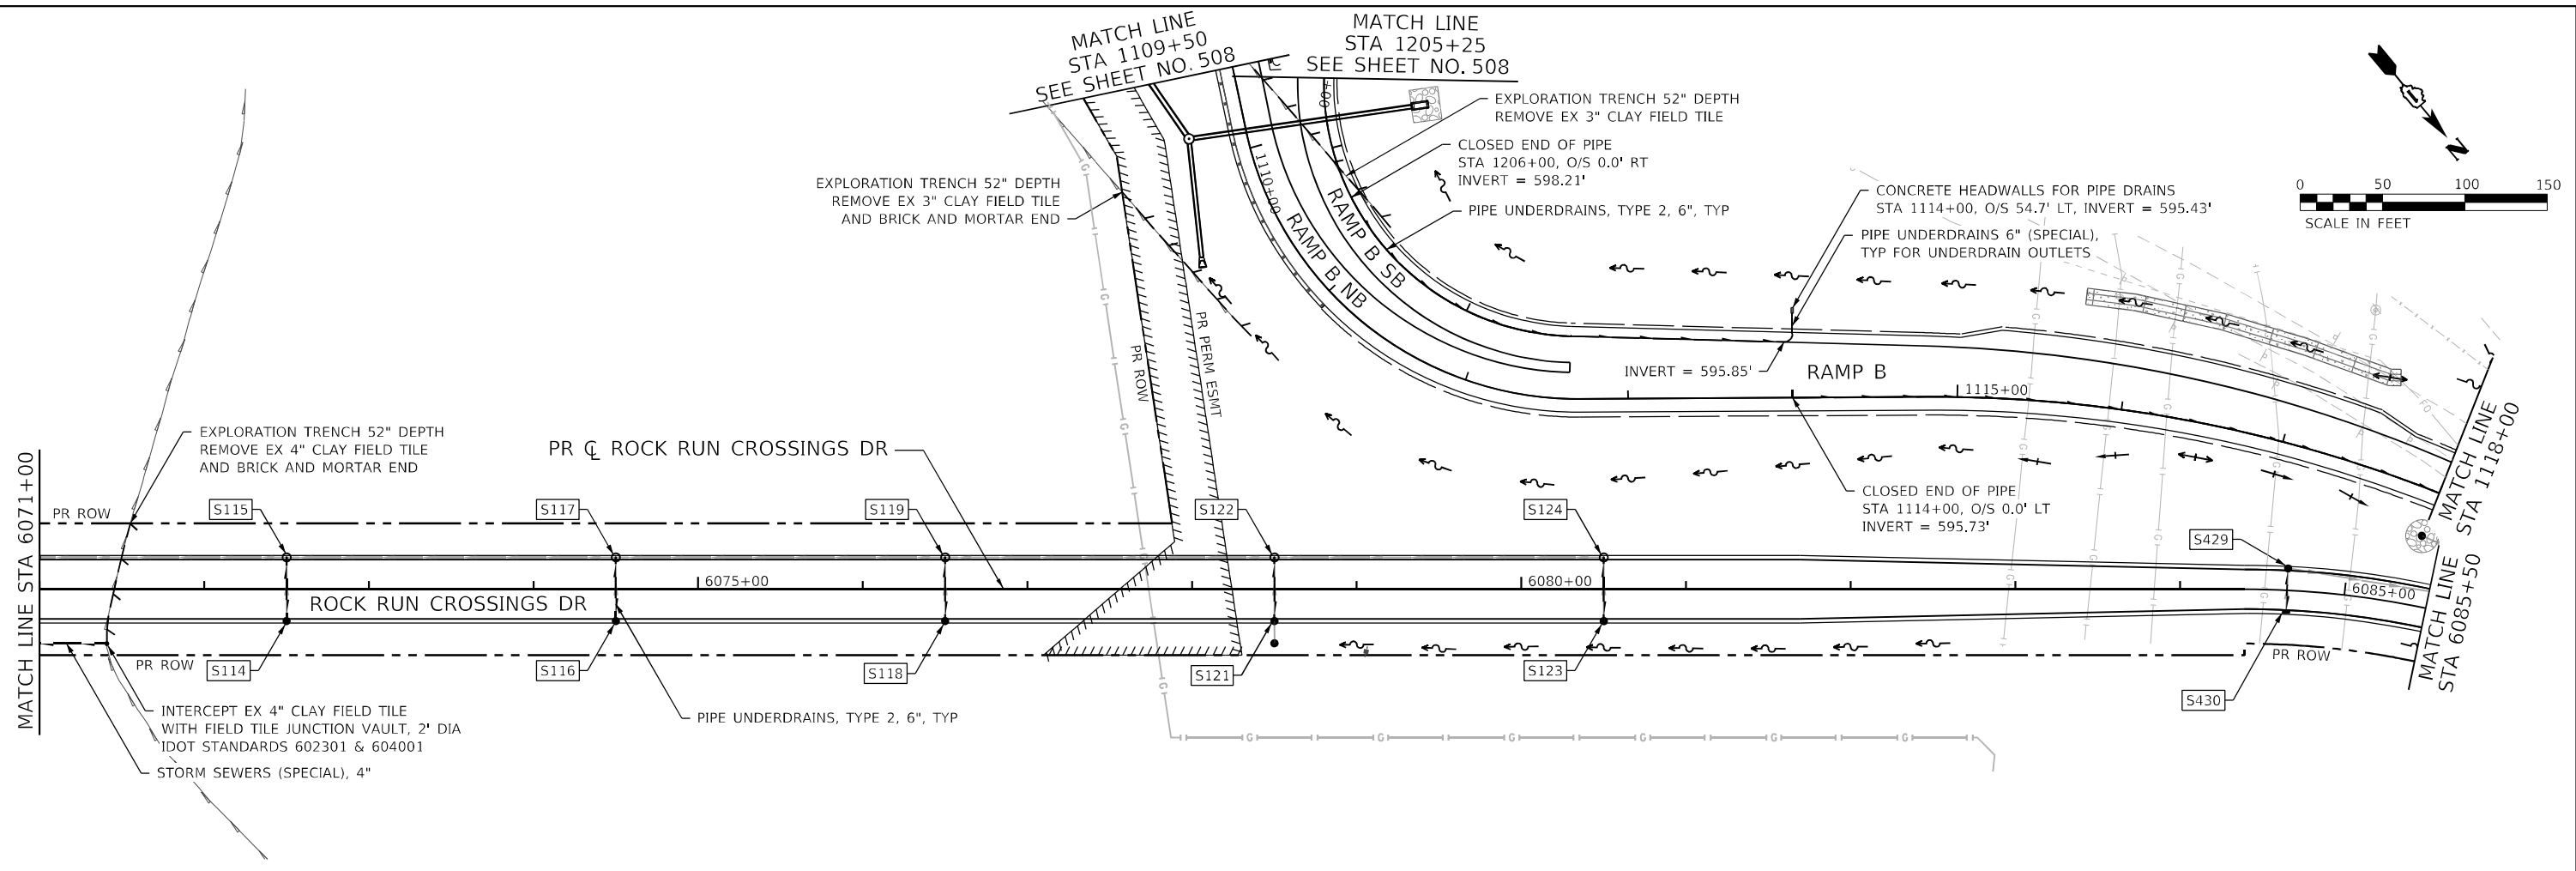 MATCH LINE
STA 1109+50
SEE SHEET NO. 508
MATCH LINE
STA 1205+25
SEE SHEET NO. 508
EXPLORATION TRENCH 52" DEPTH
REMOVE EX 3" CLAY FIELD TILE
CLOSED END OF PIPE
STA 1206+00, O/S 0.0' RT
INVERT = 598.21'
PIPE UNDERDRAINS, TYPE 2, 6", TYP
EXPLORATION TRENCH 52" DEPTH
REMOVE EX 3" CLAY FIELD TILE
AND BRICK AND MORTAR END
CONCRETE HEADWALLS FOR PIPE DRAINS
STA 1114+00, O/S 54.7' LT, INVERT = 595.43'
PIPE UNDERDRAINS 6" (SPECIAL),
TYP FOR UNDERDRAIN OUTLETS
N
0 50 100 150
SCALE IN FEET
1110+00
RAMP B NB
RAMP B SB
PR ROW
PR PERM ESMT
INVERT = 595.85'
RAMP B
1115+00
MATCH LINE
STA 1118+00
EXPLORATION TRENCH 52" DEPTH
REMOVE EX 4" CLAY FIELD TILE
AND BRICK AND MORTAR END
PR ℄ ROCK RUN CROSSINGS DR
CLOSED END OF PIPE
STA 1114+00, O/S 0.0' LT
INVERT = 595.73'
MATCH LINE STA 6071+00
PR ROW
S115
S117
S119
S122
S124
S429
6075+00
6080+00
6085+00
ROCK RUN CROSSINGS DR
MATCH LINE
STA 6085+50
PR ROW
S114
S116
S118
S121
S123
PR ROW
S430
INTERCEPT EX 4" CLAY FIELD TILE
WITH FIELD TILE JUNCTION VAULT, 2' DIA
IDOT STANDARDS 602301 & 604001
STORM SEWERS (SPECIAL), 4"
PIPE UNDERDRAINS, TYPE 2, 6", TYP
G G G G G G